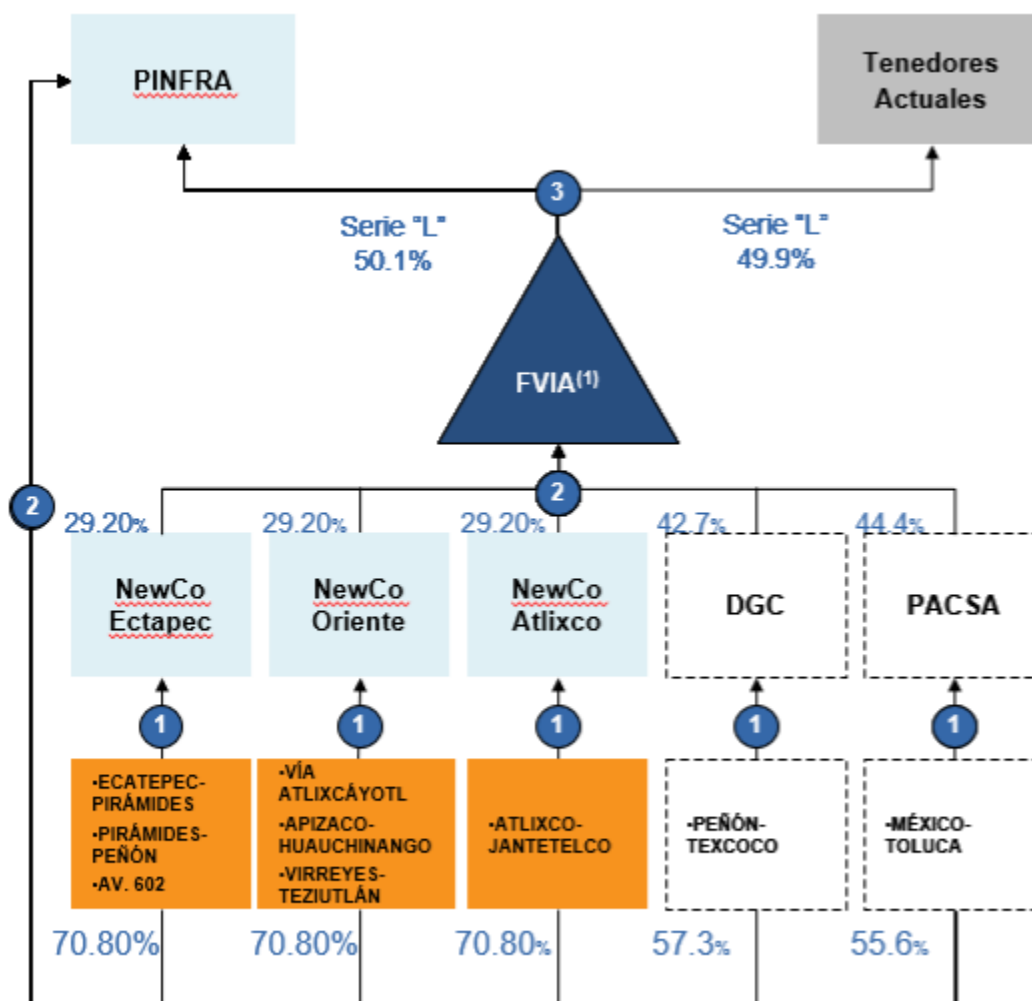 PINFRA
Tenedores
Actuales
3
Serie "L"
50.1%
Serie "L"
49.9%
FVIA(1)
2
2
29.20%
29.20%
29.20%
42.7%
44.4%
NewCo
Ectapec
NewCo
Oriente
NewCo
Atlixco
DGC
PACSA
1
1
1
1
1
•ECATEPEC-
PIRÁMIDES
•PIRÁMIDES-
PEÑÓN
•AV. 602
•VÍA
ATLIXCÁYOTL
•APIZACO-
HUAUCHINANGO
•VIRREYES-
TEZIUTLÁN
•ATLIXCO-
JANTETELCO
•PEÑÓN-
TEXCOCO
•MÉXICO-
TOLUCA
70.80%
70.80%
70.80%
57.3%
55.6%